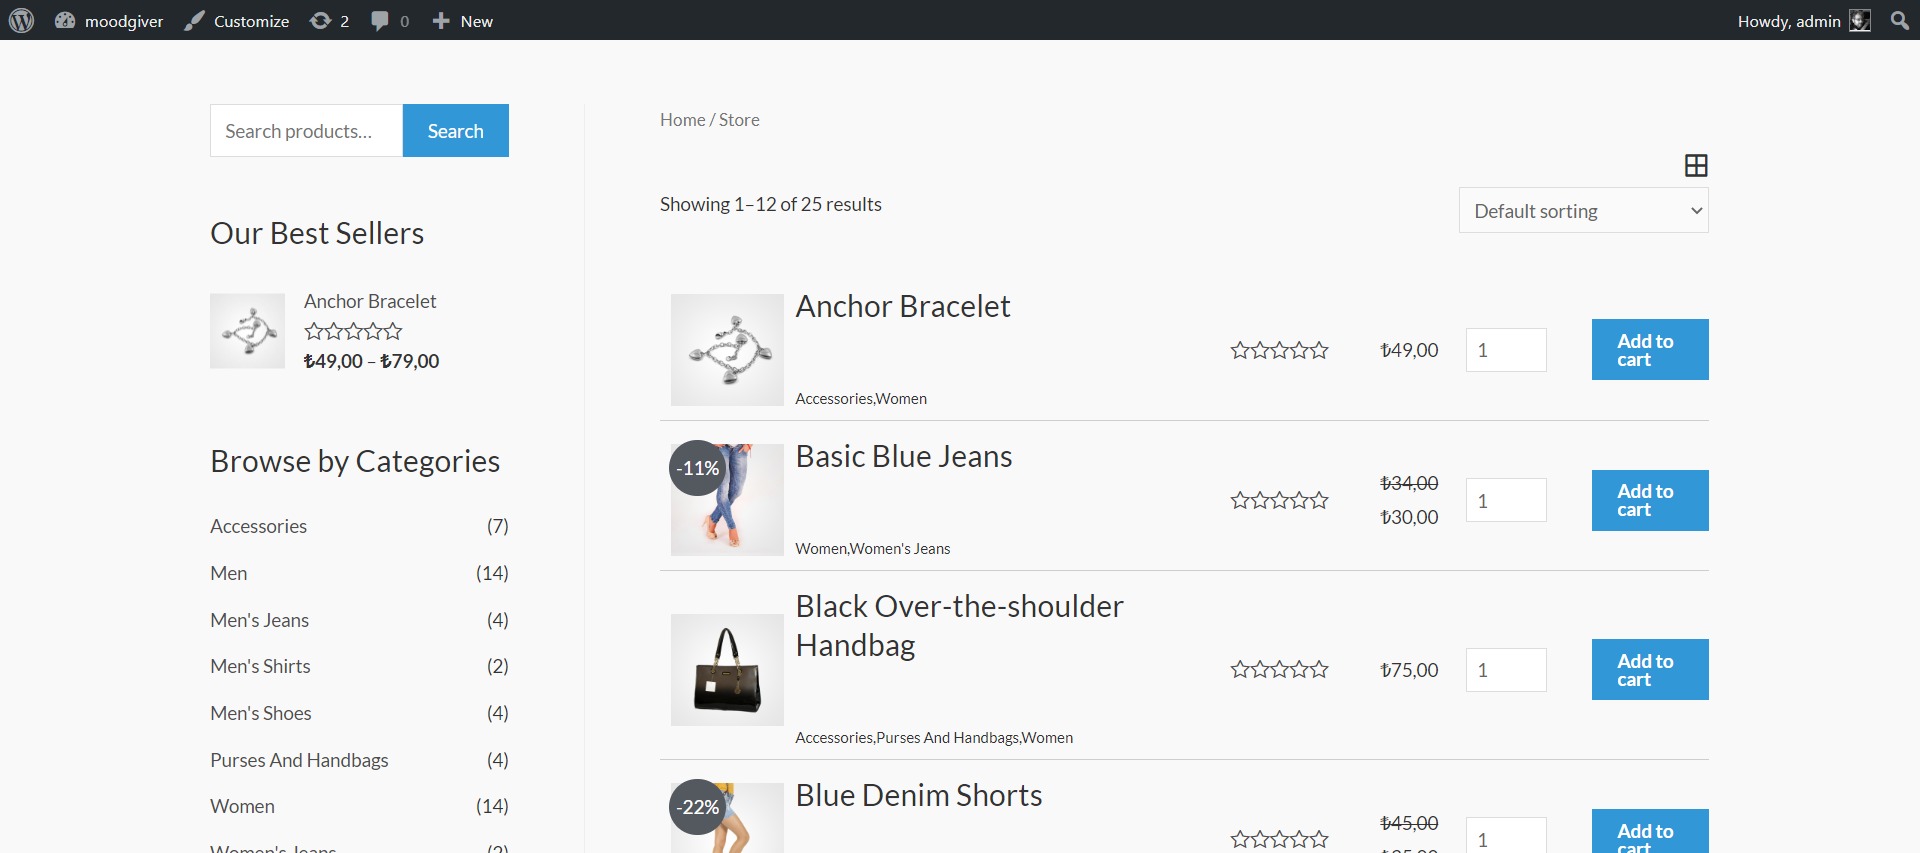 moodgiver Customize 2 0 New Howdy, admin
Search products... Search
Our Best Sellers
Anchor Bracelet
₺49,00 – ₺79,00
Browse by Categories
Accessories (7)
Men (14)
Men's Jeans (4)
Men's Shirts (2)
Men's Shoes (4)
Purses And Handbags (4)
Women (14)
Women's Jeans (2)
Home / Store
Showing 1–12 of 25 results
Default sorting
Anchor Bracelet
₺49,00 1 Add to
cart
Accessories,Women
-11%
Basic Blue Jeans
₺34,00
₺30,00
1 Add to
cart
Women,Women's Jeans
Black Over-the-shoulder
Handbag
₺75,00 1 Add to
cart
Accessories,Purses And Handbags,Women
-22%
Blue Denim Shorts
₺45,00
1 Add to
cart